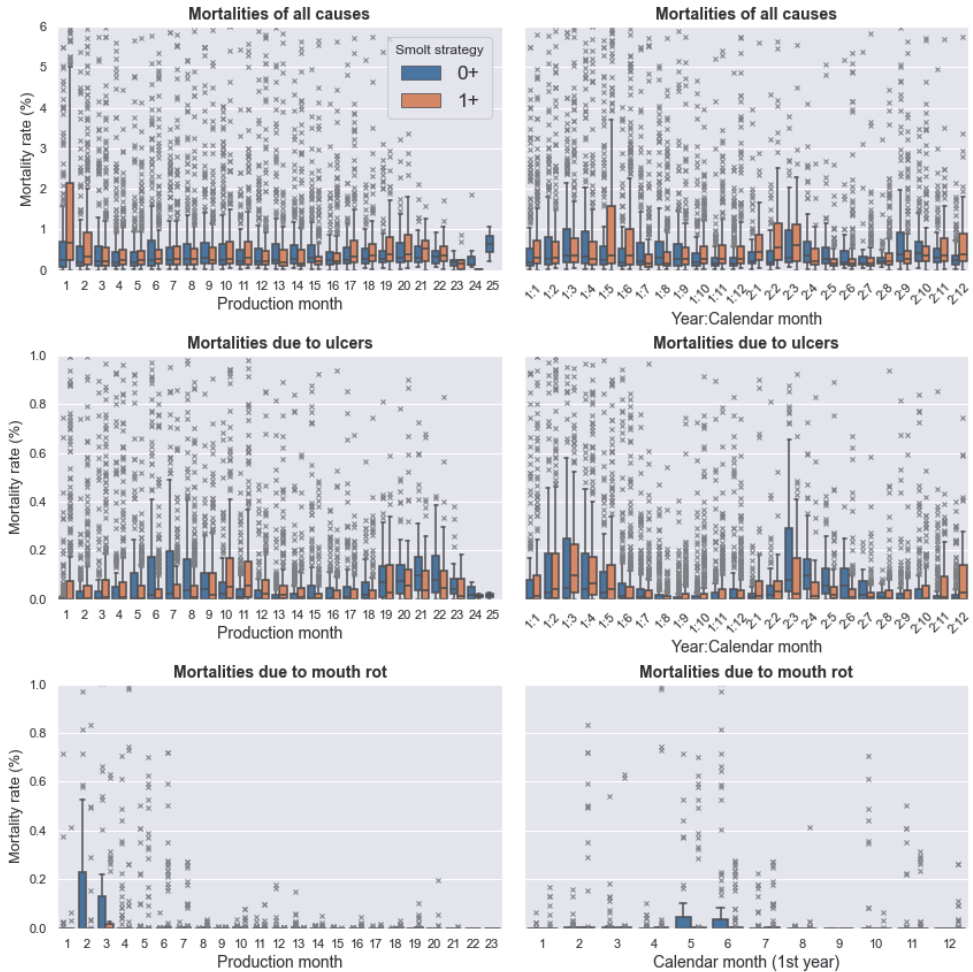 Mortalities of all causes
Mortality rate (%)
6
5
4
3
2
1
0
Smolt strategy
0+
1+
1 2 3 4 5 6 7 8 9 10 11 12 13 14 15 16 17 18 19 20 21 22 23 24 25
Production month
Mortalities of all causes
1:1 1:2 1:3 1:4 1:5 1:6 1:7 1:8 1:9 1:10 1:11 1:12 2:1 2:2 2:3 2:4 2:5 2:6 2:7 2:8 2:9 2:10 2:11 2:12
Year:Calendar month
Mortalities due to ulcers
Mortality rate (%)
1.0
0.8
0.6
0.4
0.2
0.0
1 2 3 4 5 6 7 8 9 10 11 12 13 14 15 16 17 18 19 20 21 22 23 24 25
Production month
Mortalities due to ulcers
1:1 1:2 1:3 1:4 1:5 1:6 1:7 1:8 1:9 1:10 1:11 1:12 2:1 2:2 2:3 2:4 2:5 2:6 2:7 2:8 2:9 2:10 2:11 2:12
Year:Calendar month
Mortalities due to mouth rot
Mortality rate (%)
1.0
0.8
0.6
0.4
0.2
0.0
1 2 3 4 5 6 7 8 9 10 11 12 13 14 15 16 17 18 19 20 21 22 23
Production month
Mortalities due to mouth rot
1 2 3 4 5 6 7 8 9 10 11 12
Calendar month (1st year)